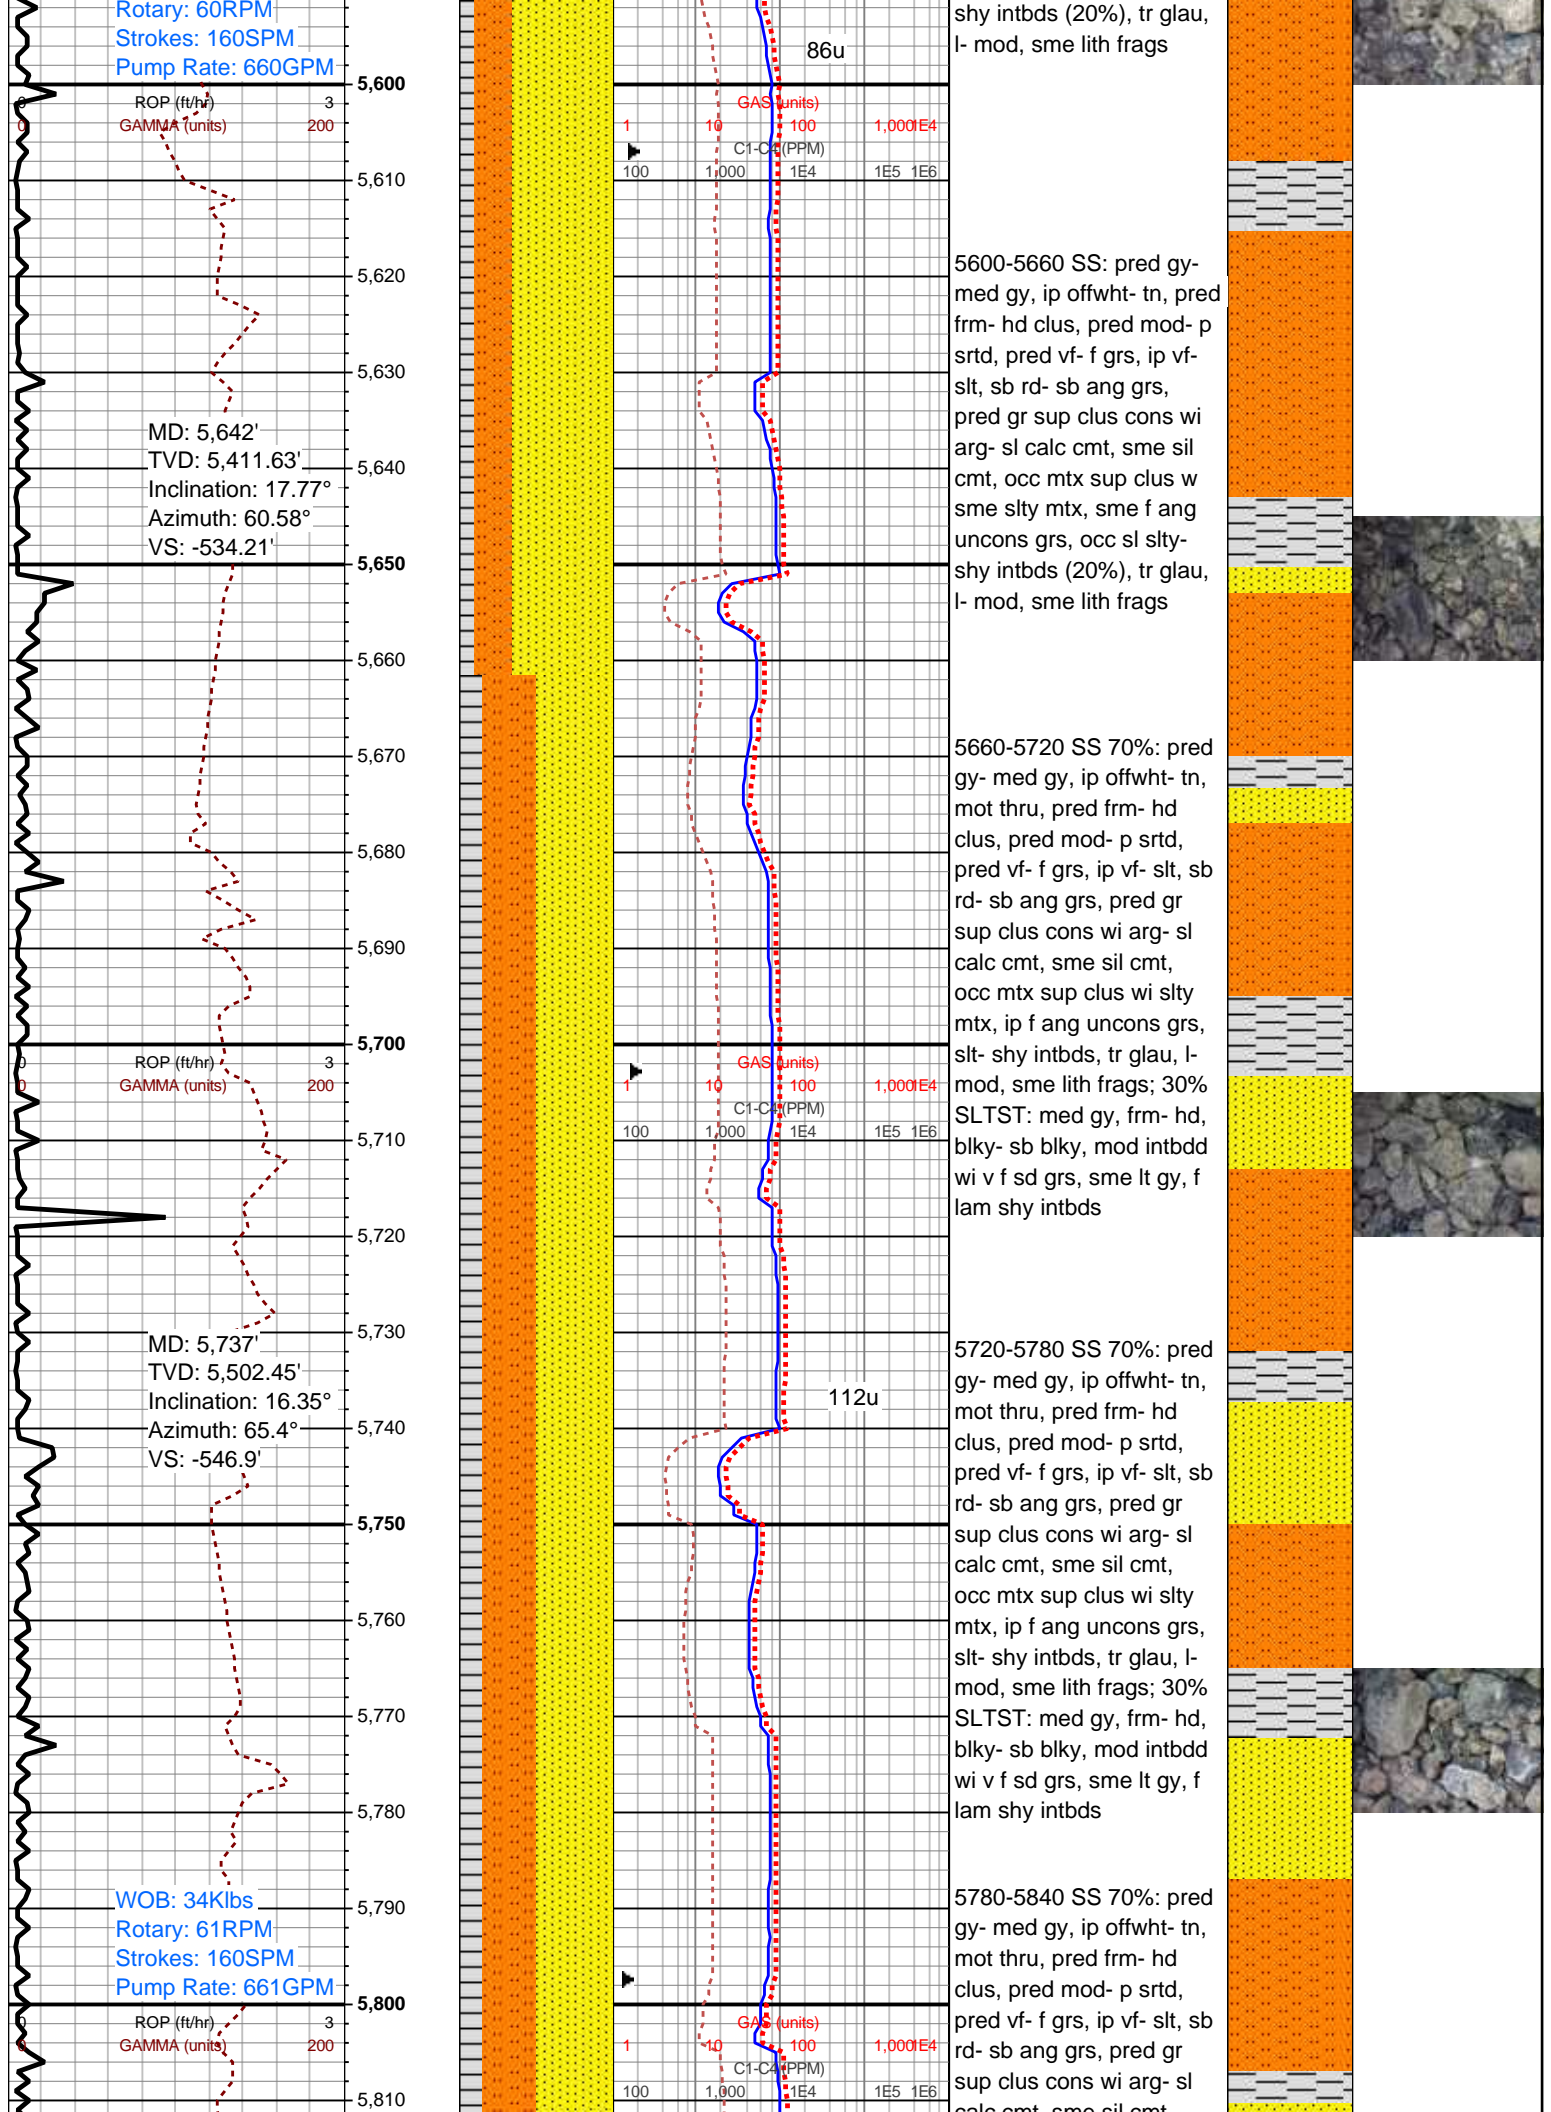 Rotary: 60RPM
Strokes: 160SPM
Pump Rate: 660GPM
5,600
ROP (ft/hr)
0
3
GAMMA (units)
0
200
5,610
5,620
5,630
MD: 5,642'
TVD: 5,411.63'
Inclination: 17.77°
Azimuth: 60.58°
VS: -534.21'
5,640
5,650
5,660
5,670
5,680
5,690
5,700
ROP (ft/hr)
0
3
GAMMA (units)
0
200
5,710
5,720
5,730
MD: 5,737'
TVD: 5,502.45'
Inclination: 16.35°
Azimuth: 65.4°
VS: -546.9'
5,740
5,750
5,760
5,770
5,780
5,790
WOB: 34Klbs
Rotary: 61RPM
Strokes: 160SPM
Pump Rate: 661GPM
5,800
ROP (ft/hr)
0
3
GAMMA (units)
0
200
5,810
86u
GAS (units)
1 10 100 1,000 1E4
C1-C4 (PPM)
100 1,000 1E4 1E5 1E6
GAS (units)
1 10 100 1,000 1E4
C1-C4 (PPM)
100 1,000 1E4 1E5 1E6
112u
GAS (units)
1 10 100 1,000 1E4
C1-C4 (PPM)
100 1,000 1E4 1E5 1E6
shy intbds (20%), tr glau,
l- mod, sme lith frags
5600-5660 SS: pred gy-
med gy, ip offwht- tn, pred
frm- hd clus, pred mod- p
srtd, pred vf- f grs, ip vf-
slt, sb rd- sb ang grs,
pred gr sup clus cons wi
arg- sl calc cmt, sme sil
cmt, occ mtx sup clus w
sme slty mtx, sme f ang
uncons grs, occ sl slty-
shy intbds (20%), tr glau,
l- mod, sme lith frags
5660-5720 SS 70%: pred
gy- med gy, ip offwht- tn,
mot thru, pred frm- hd
clus, pred mod- p srtd,
pred vf- f grs, ip vf- slt, sb
rd- sb ang grs, pred gr
sup clus cons wi arg- sl
calc cmt, sme sil cmt,
occ mtx sup clus wi slty
mtx, ip f ang uncons grs,
slt- shy intbds, tr glau, l-
mod, sme lith frags; 30%
SLTST: med gy, frm- hd,
blky- sb blky, mod intbdd
wi v f sd grs, sme lt gy, f
lam shy intbds
5720-5780 SS 70%: pred
gy- med gy, ip offwht- tn,
mot thru, pred frm- hd
clus, pred mod- p srtd,
pred vf- f grs, ip vf- slt, sb
rd- sb ang grs, pred gr
sup clus cons wi arg- sl
calc cmt, sme sil cmt,
occ mtx sup clus wi slty
mtx, ip f ang uncons grs,
slt- shy intbds, tr glau, l-
mod, sme lith frags; 30%
SLTST: med gy, frm- hd,
blky- sb blky, mod intbdd
wi v f sd grs, sme lt gy, f
lam shy intbds
5780-5840 SS 70%: pred
gy- med gy, ip offwht- tn,
mot thru, pred frm- hd
clus, pred mod- p srtd,
pred vf- f grs, ip vf- slt, sb
rd- sb ang grs, pred gr
sup clus cons wi arg- sl
calc cmt, sme sil cmt,